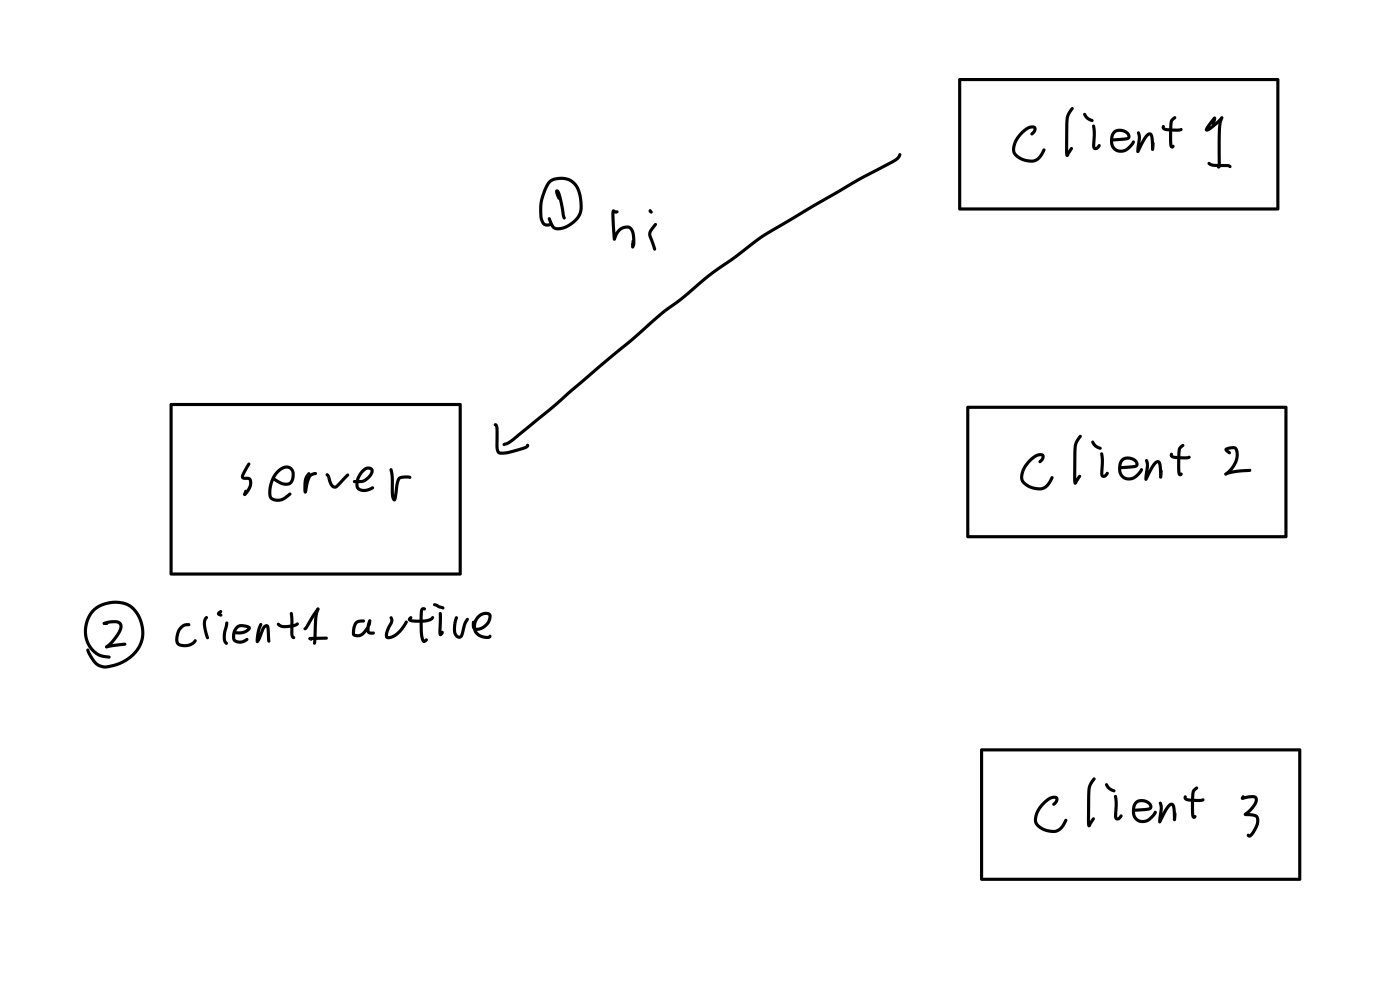 client 1
① hi
client 2
server
② client1 active
client 3